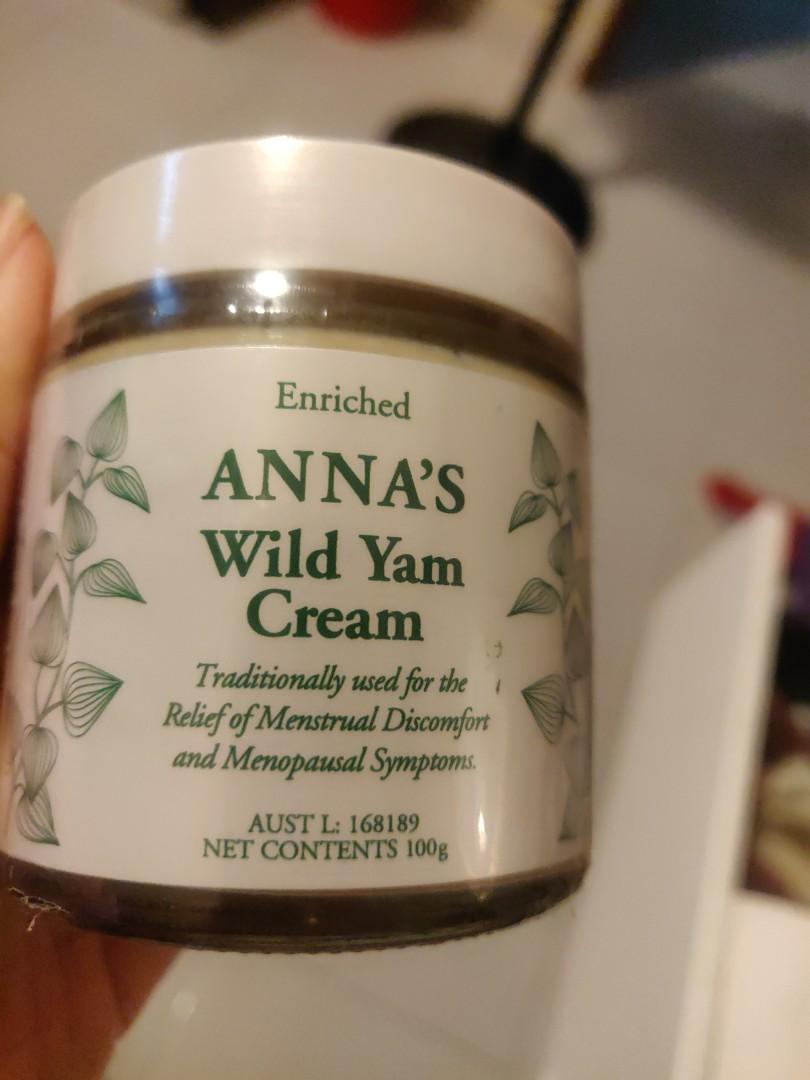 Enriched
ANNA'S
Wild Yam
Cream
Traditionally used for the
Relief of Menstrual Discomfort
and Menopausal Symptoms.
AUST L: 168189
NET CONTENTS 100g